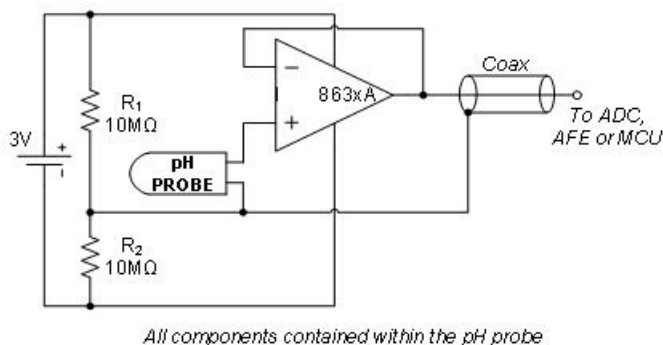 Coax
863xA
R1
10MΩ
3V
To ADC,
AFE or MCU
pH
PROBE
R2
10MΩ
All components contained within the pH probe